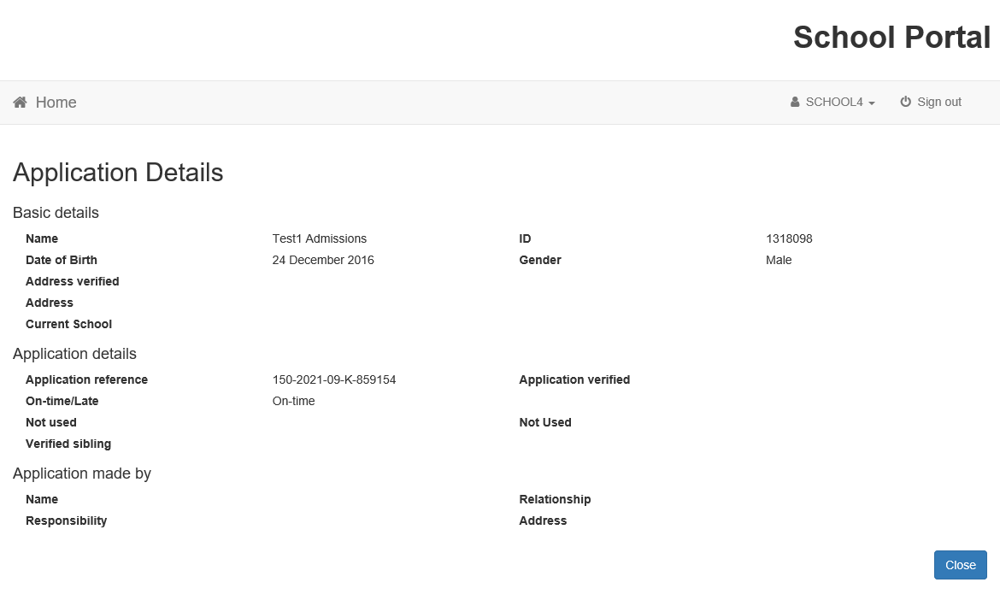 School Portal
Home SCHOOL4 Sign out
Application Details
Basic details
Name Test1 Admissions ID 1318098
Date of Birth 24 December 2016 Gender Male
Address verified
Address
Current School
Application details
Application reference 150-2021-09-K-859154 Application verified
On-time/Late On-time
Not used Not Used
Verified sibling
Application made by
Name Relationship
Responsibility Address
Close